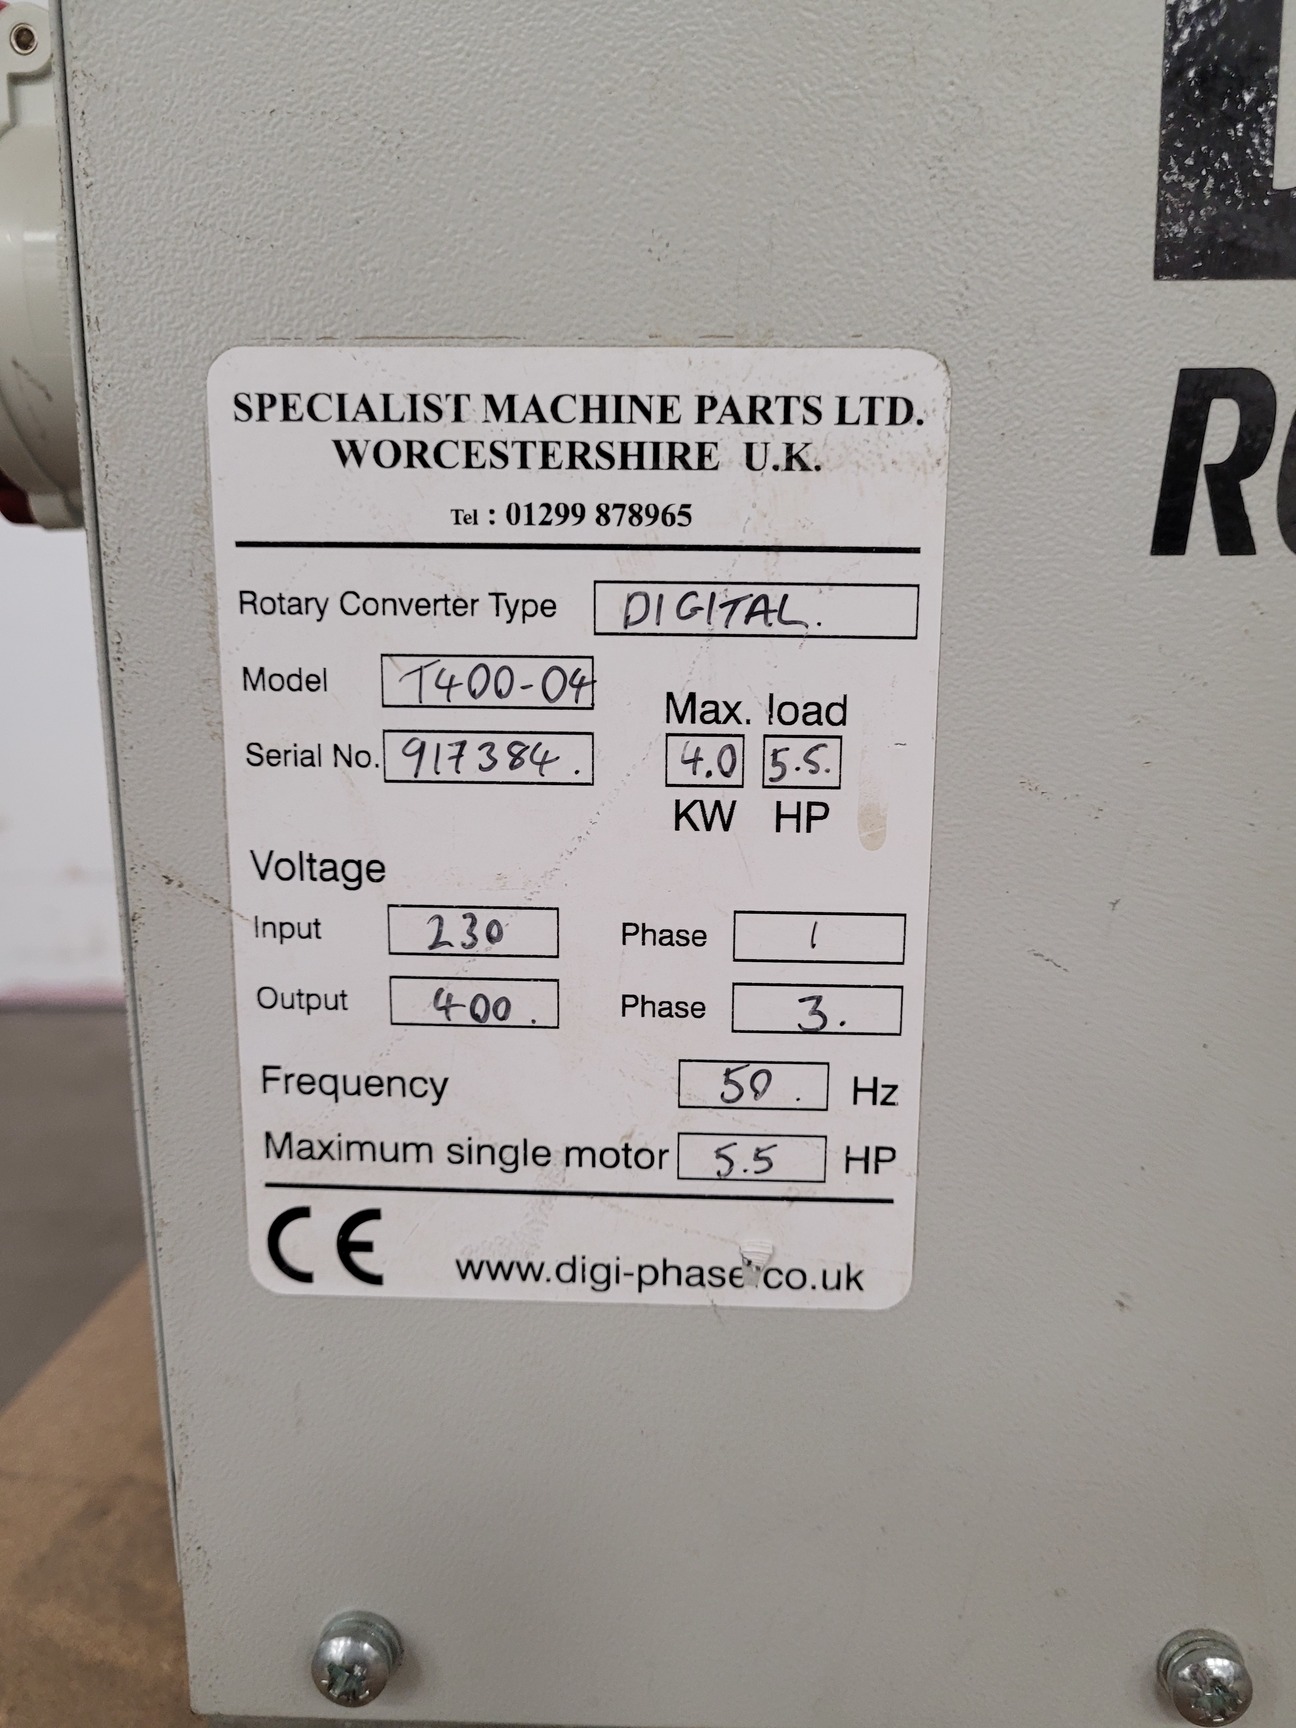 SPECIALIST MACHINE PARTS LTD.
WORCESTERSHIRE U.K.
Tel : 01299 878965
Rotary Converter Type DIGITAL.
Model T400-04
Max. load
Serial No. 917384. 4.0 5.5.
KW HP
Voltage
Input 230 Phase 1
Output 400. Phase 3.
Frequency 50. Hz
Maximum single motor 5.5 HP
CE www.digi-phase.co.uk